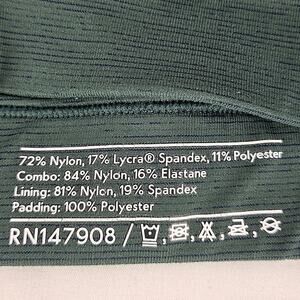 72% Nylon, 17% Lycra® Spandex, 11% Polyester
Combo: 84% Nylon, 16% Elastane
Lining: 81% Nylon, 19% Spandex
Padding: 100% Polyester
RN147908 /